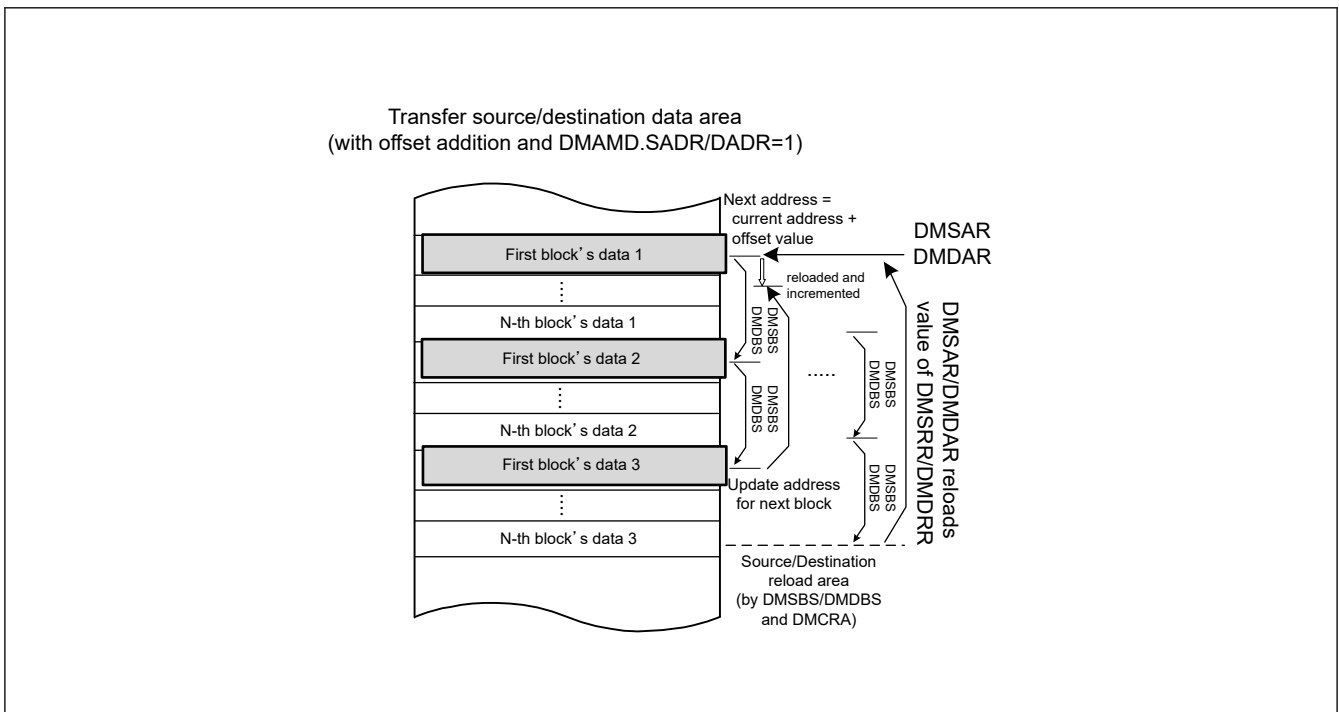 Transfer source/destination data area
(with offset addition and DMAMD.SADR/DADR=1)
Next address =
current address +
offset value
DMSAR
DMDAR
First block’s data 1
reloaded and
incremented
⋮
N-th block’s data 1
DMSBS
DMDBS
First block’s data 2
.....
DMSBS
DMDBS
⋮
DMSBS
DMDBS
N-th block’s data 2
First block’s data 3
DMSBS
DMDBS
Update address
for next block
⋮
N-th block’s data 3
DMSAR/DMDAR reloads
value of DMSRR/DMDRR
Source/Destination
reload area
(by DMSBS/DMDBS
and DMCRA)